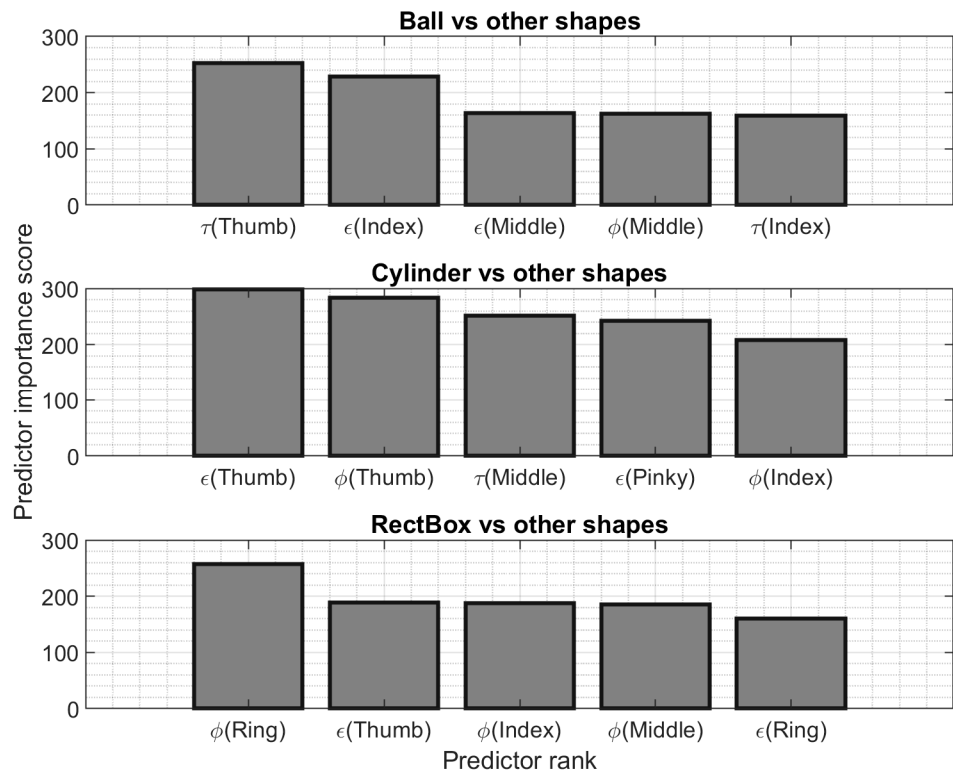 Ball vs other shapes
300
200
100
0
τ(Thumb) ϵ(Index) ϵ(Middle) ϕ(Middle) τ(Index)
Predictor importance score
Cylinder vs other shapes
300
200
100
0
ϵ(Thumb) ϕ(Thumb) τ(Middle) ϵ(Pinky) ϕ(Index)
RectBox vs other shapes
300
200
100
0
ϕ(Ring) ϵ(Thumb) ϕ(Index) ϕ(Middle) ϵ(Ring)
Predictor rank